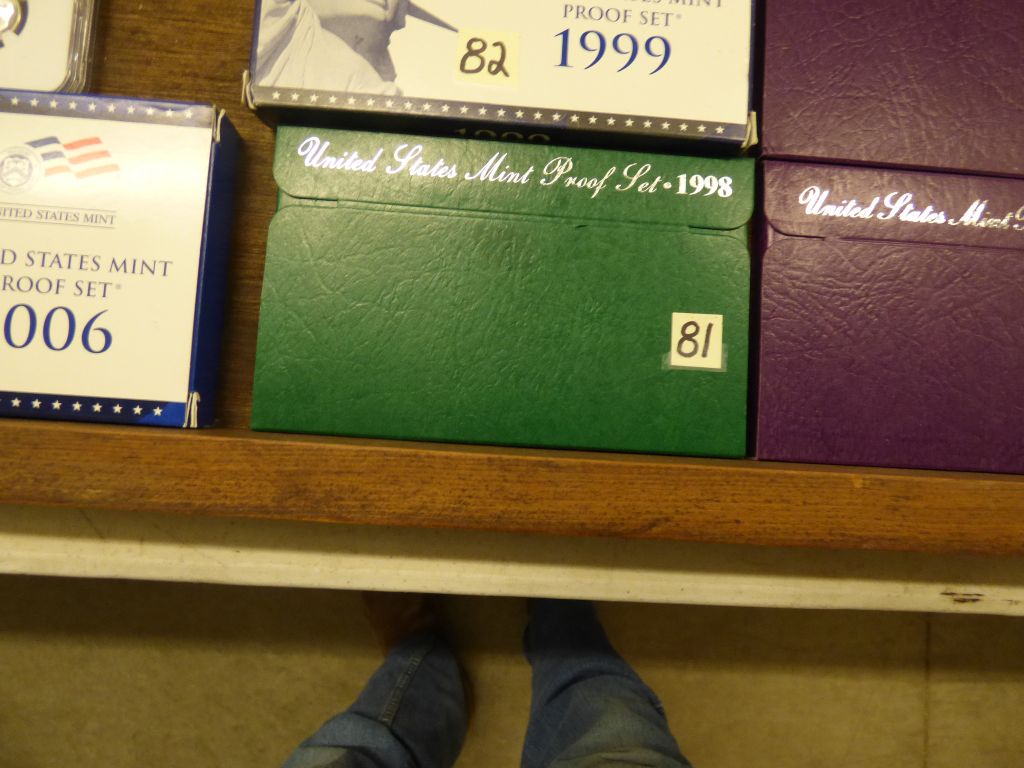 PROOF SET®
1999
82
United States Mint Proof Set • 1998
81
United States Mint
UNITED STATES MINT
D STATES MINT
ROOF SET®
006